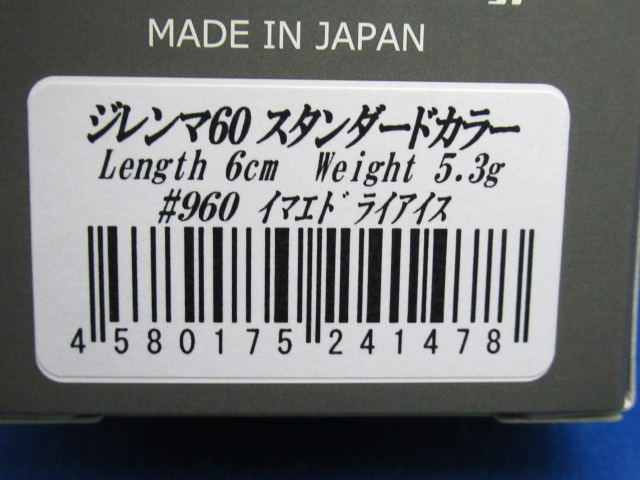 MADE IN JAPAN
ジレンマ60 スタンダードカラー
Length 6cm Weight 5.3g
#960 イマエドライアイス
4 580175 241478